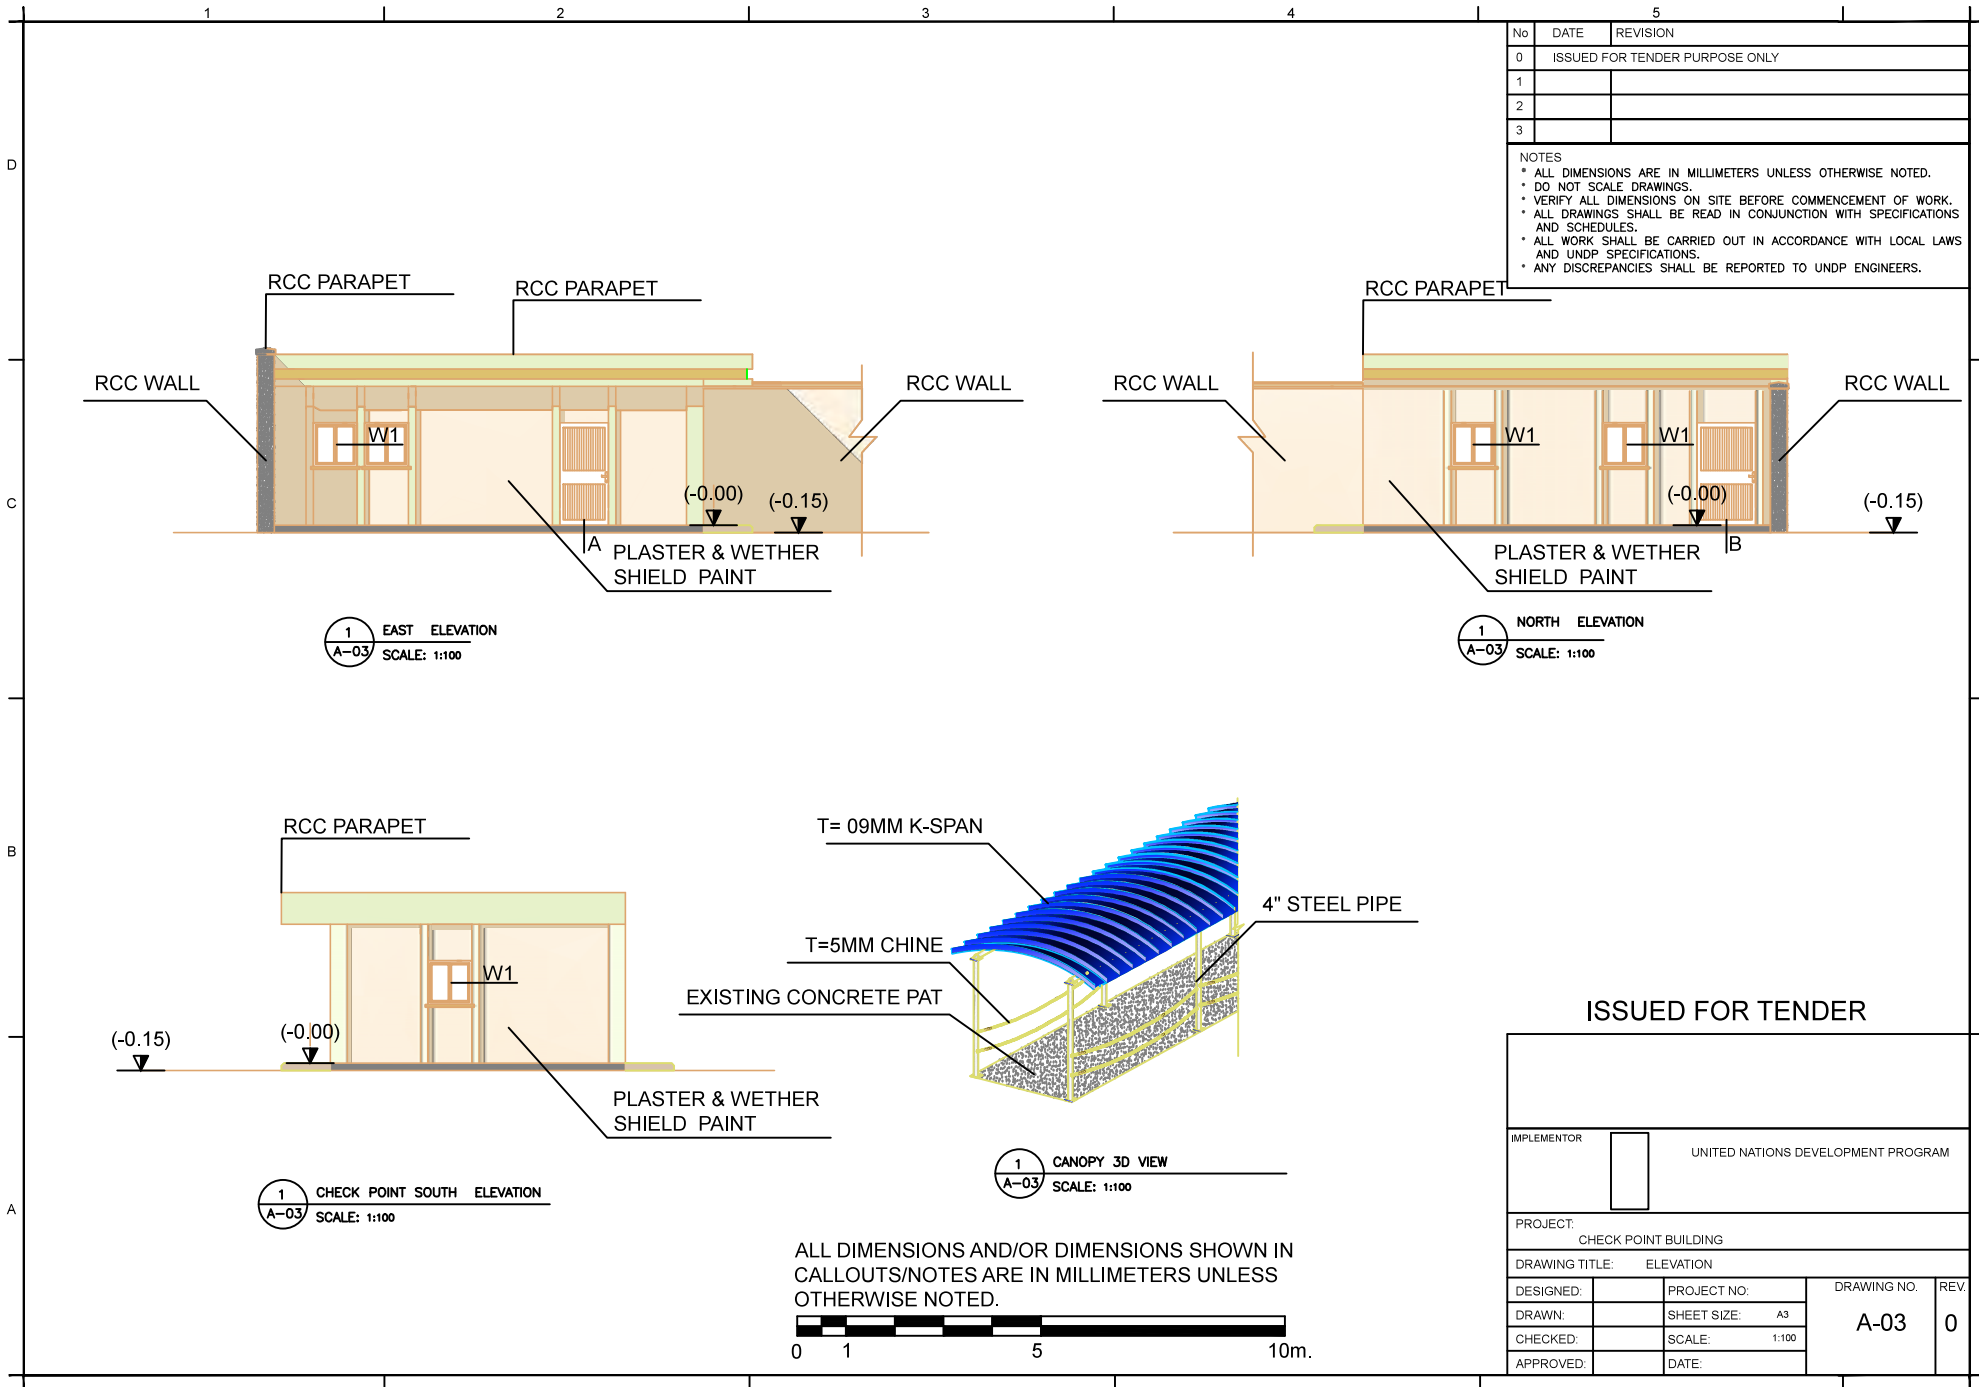 1 2 3 4 5
No DATE REVISION
0 ISSUED FOR TENDER PURPOSE ONLY
1
2
3
D
NOTES
* ALL DIMENSIONS ARE IN MILLIMETERS UNLESS OTHERWISE NOTED.
* DO NOT SCALE DRAWINGS.
* VERIFY ALL DIMENSIONS ON SITE BEFORE COMMENCEMENT OF WORK.
* ALL DRAWINGS SHALL BE READ IN CONJUNCTION WITH SPECIFICATIONS
AND SCHEDULES.
* ALL WORK SHALL BE CARRIED OUT IN ACCORDANCE WITH LOCAL LAWS
AND UNDP SPECIFICATIONS.
* ANY DISCREPANCIES SHALL BE REPORTED TO UNDP ENGINEERS.
RCC PARAPET
RCC PARAPET
RCC WALL
RCC WALL
W1
(-0.00)
(-0.15)
A
PLASTER & WETHER
SHIELD PAINT
1
A-03
EAST ELEVATION
SCALE: 1:100
RCC PARAPET
RCC WALL
RCC WALL
W1
W1
(-0.00)
(-0.15)
B
PLASTER & WETHER
SHIELD PAINT
1
A-03
NORTH ELEVATION
SCALE: 1:100
C
B
RCC PARAPET
W1
(-0.15)
(-0.00)
PLASTER & WETHER
SHIELD PAINT
1
A-03
CHECK POINT SOUTH ELEVATION
SCALE: 1:100
T= 09MM K-SPAN
4" STEEL PIPE
T=5MM CHINE
EXISTING CONCRETE PAT
1
A-03
CANOPY 3D VIEW
SCALE: 1:100
A
ALL DIMENSIONS AND/OR DIMENSIONS SHOWN IN
CALLOUTS/NOTES ARE IN MILLIMETERS UNLESS
OTHERWISE NOTED.
0 1 5 10m.
ISSUED FOR TENDER
IMPLEMENTOR
UNITED NATIONS DEVELOPMENT PROGRAM
PROJECT:
CHECK POINT BUILDING
DRAWING TITLE: ELEVATION
DESIGNED: PROJECT NO:
DRAWN: SHEET SIZE: A3
CHECKED: SCALE: 1:100
APPROVED: DATE:
DRAWING NO.
A-03
REV.
0